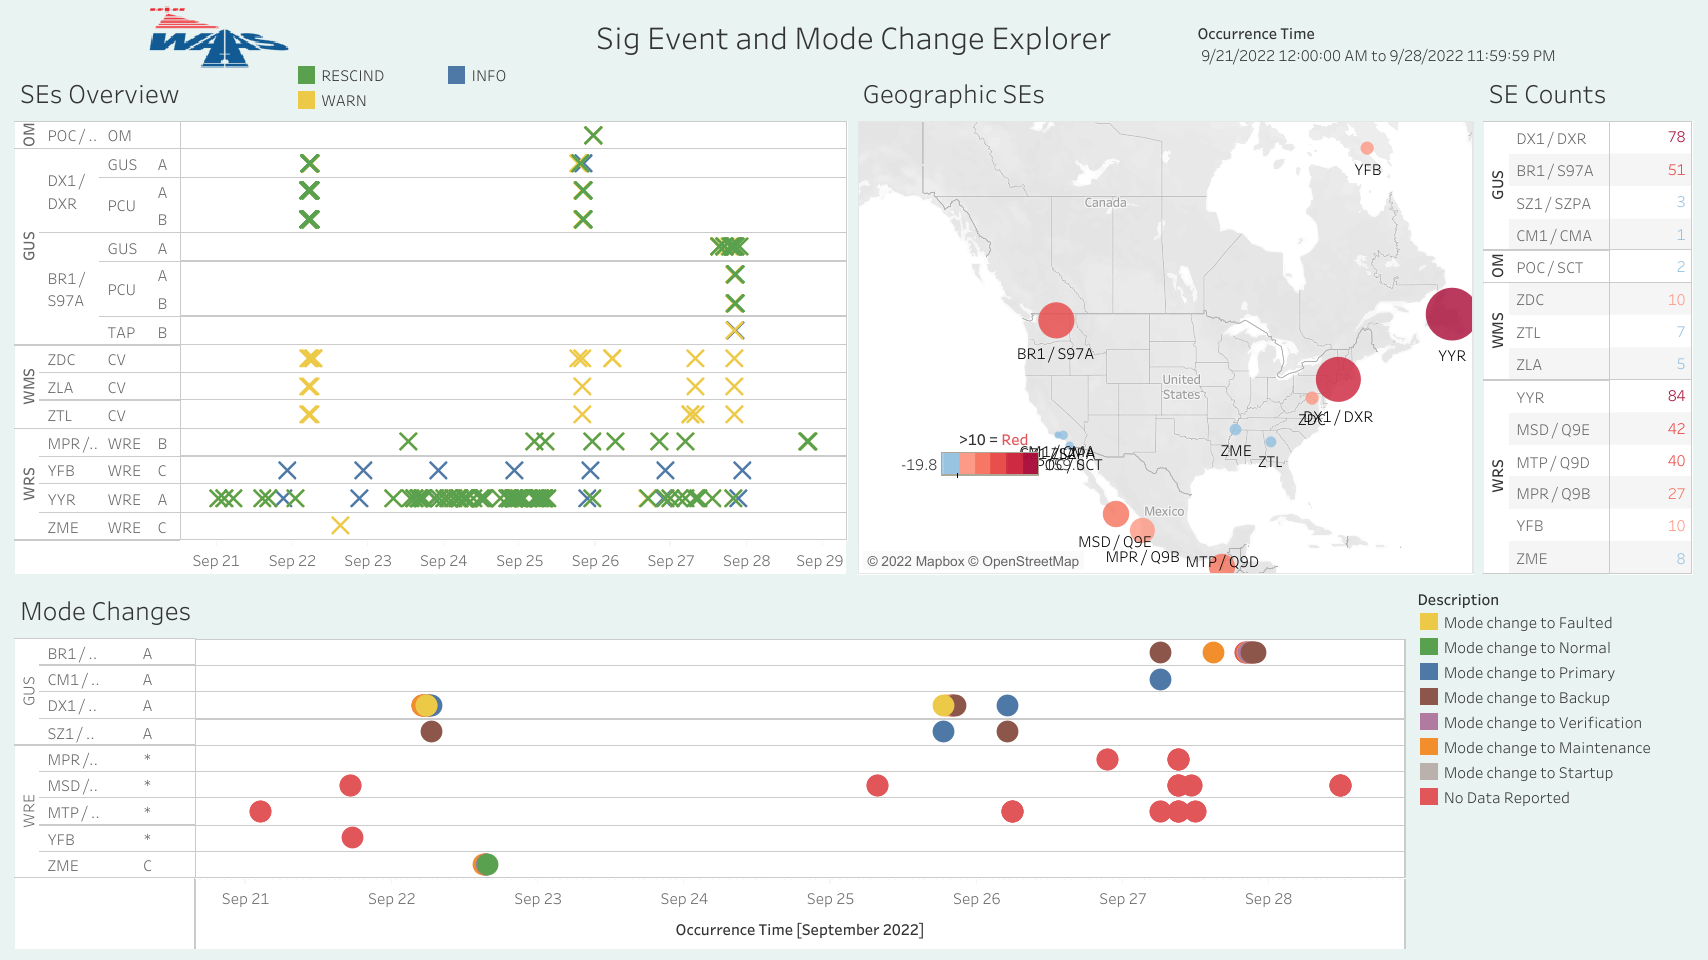 WAAS
Sig Event and Mode Change Explorer
Occurrence Time
9/21/2022 12:00:00 AM to 9/28/2022 11:59:59 PM
RESCIND
INFO
WARN
SEs Overview
OM
POC / .. OM
GUS
DX1 /
DXR
GUS A
PCU
A
B
BR1 /
S97A
GUS A
PCU
A
B
TAP B
WMS
ZDC CV
ZLA CV
ZTL CV
WRS
MPR /.. WRE B
YFB WRE C
YYR WRE A
ZME WRE C
Sep 21 Sep 22 Sep 23 Sep 24 Sep 25 Sep 26 Sep 27 Sep 28 Sep 29
Geographic SEs
YFB
Canada
BR1 / S97A
YYR
United
States
DX1 / DXR
ZDC
>10 = Red
-19.8
ZME
ZTL
Mexico
MSD / Q9E
MPR / Q9B
MTP / Q9D
© 2022 Mapbox © OpenStreetMap
SE Counts
GUS
DX1 / DXR 78
BR1 / S97A 51
SZ1 / SZPA 3
CM1 / CMA 1
OM
POC / SCT 2
WMS
ZDC 10
ZTL 7
ZLA 5
WRS
YYR 84
MSD / Q9E 42
MTP / Q9D 40
MPR / Q9B 27
YFB 10
ZME 8
Mode Changes
GUS
BR1 / .. A
CM1 / .. A
DX1 / .. A
SZ1 / .. A
WRE
MPR / .. *
MSD / .. *
MTP / .. *
YFB *
ZME C
Sep 21 Sep 22 Sep 23 Sep 24 Sep 25 Sep 26 Sep 27 Sep 28
Occurrence Time [September 2022]
Description
Mode change to Faulted
Mode change to Normal
Mode change to Primary
Mode change to Backup
Mode change to Verification
Mode change to Maintenance
Mode change to Startup
No Data Reported